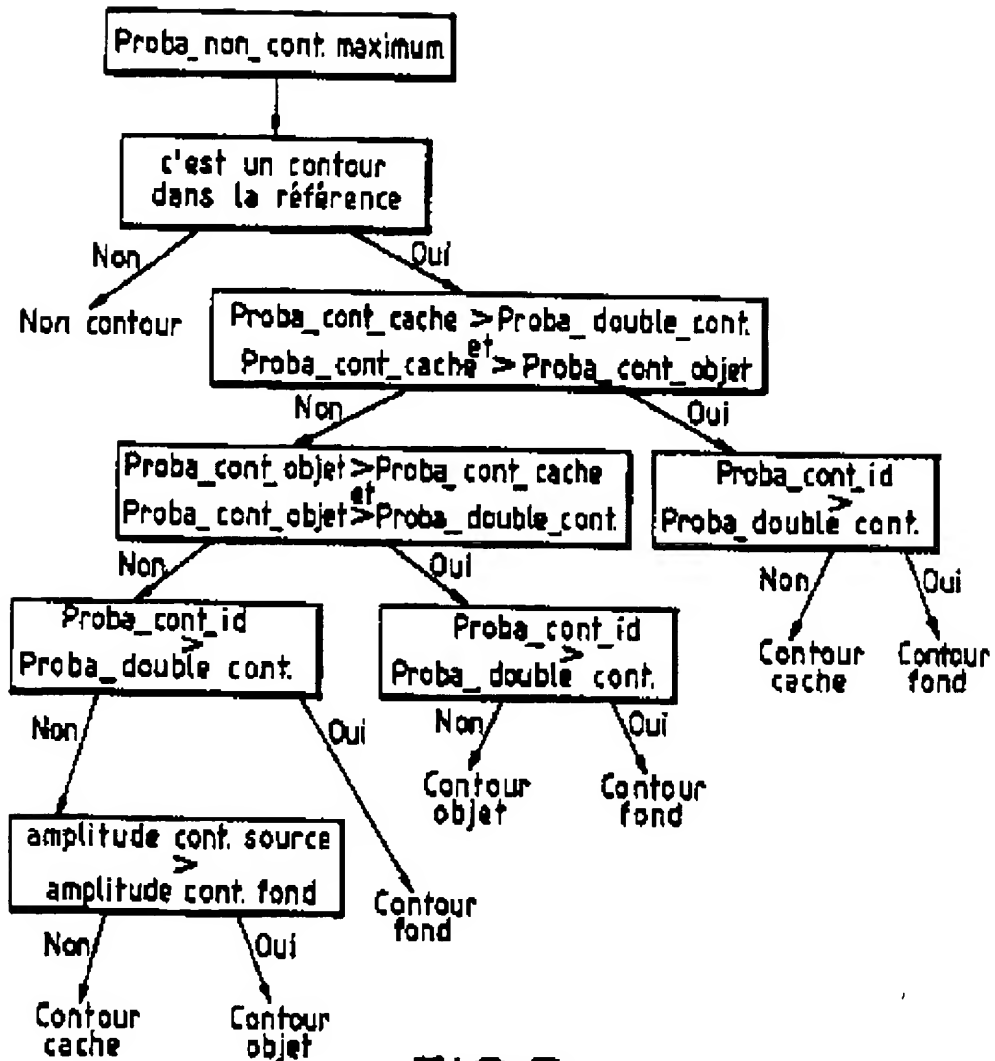 Proba_non_cont. maximum
c'est un contour
dans la référence
Non
Oui
Non contour
Proba_cont_cache > Proba_double_cont.
et
Proba_cont_cache > Proba_cont_objet
Non
Oui
Proba_cont_objet > Proba_cont_cache
et
Proba_cont_objet > Proba_double_cont.
Proba_cont_id
>
Proba_double cont.
Non
Oui
Non
Oui
Proba_cont_id
>
Proba_double cont.
Proba_cont_id
>
Proba_double cont.
Contour
cache
Contour
fond
Non
Oui
Non
Oui
Contour
objet
Contour
fond
amplitude cont. source
>
amplitude cont. fond
Contour
fond
Non
Oui
Contour
cache
Contour
objet